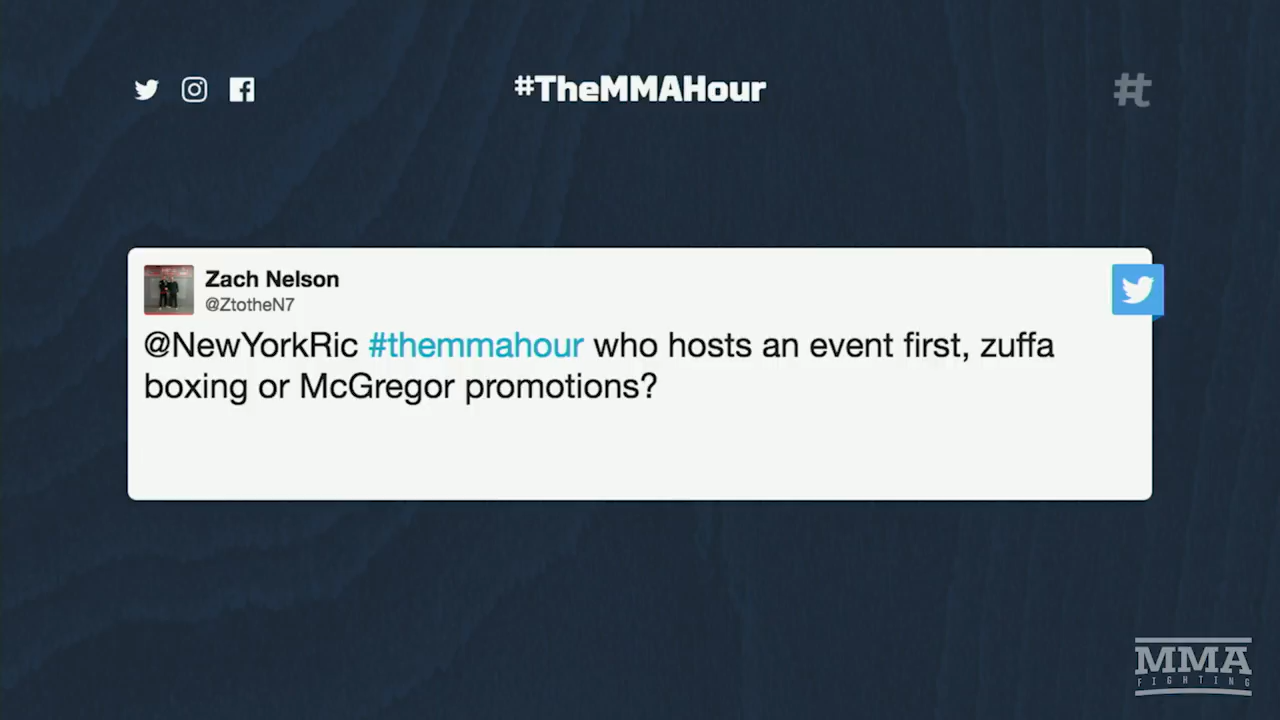 #TheMMAHour
Zach Nelson
@ZtotheN7
@NewYorkRic #themmahour who hosts an event first, zuffa
boxing or McGregor promotions?
MMA
FIGHTING